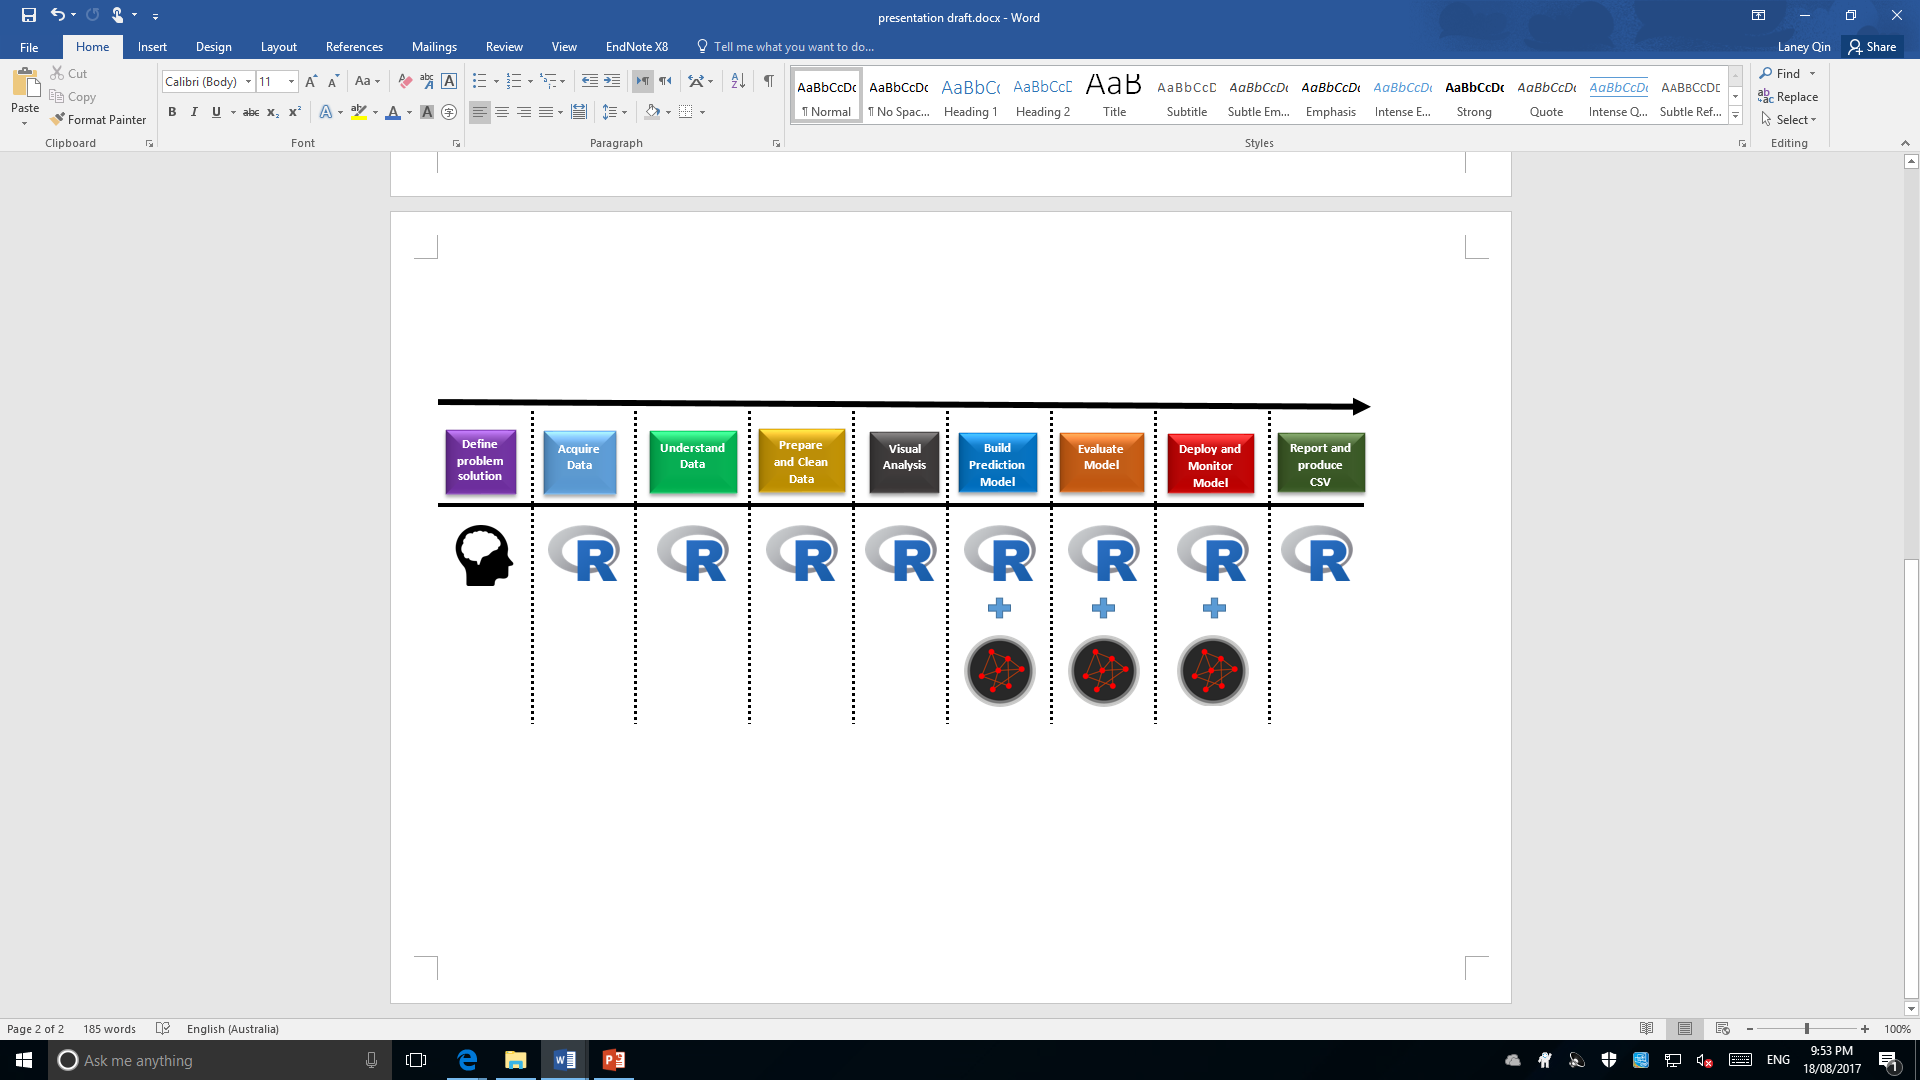 presentation draft.docx - Word
File Home Insert Design Layout References Mailings Review View EndNote X8 Tell me what you want to do... Laney Qin Share
Paste
Cut
Copy
Format Painter
Clipboard
Calibri (Body) 11
Font
Paragraph
AaBbCcDc ¶ Normal
AaBbCcDc ¶ No Spac...
AaBbCc Heading 1
AaBbCcD Heading 2
AaB Title
AaBbCcD Subtitle
AaBbCcDc Subtle Em...
AaBbCcDc Emphasis
AaBbCcDc Intense E...
AaBbCcDc Strong
AaBbCcDc Quote
AaBbCcDc Intense Q...
AABBCCDD Subtle Ref...
Styles
Find
Replace
Select
Editing
Define
problem
solution
Acquire
Data
Understand
Data
Prepare
and Clean
Data
Visual
Analysis
Build
Prediction
Model
Evaluate
Model
Deploy and
Monitor
Model
Report and
produce
CSV
R R R R R R R R
Page 2 of 2 185 words English (Australia) 100%
Ask me anything
ENG
9:53 PM
18/08/2017
1